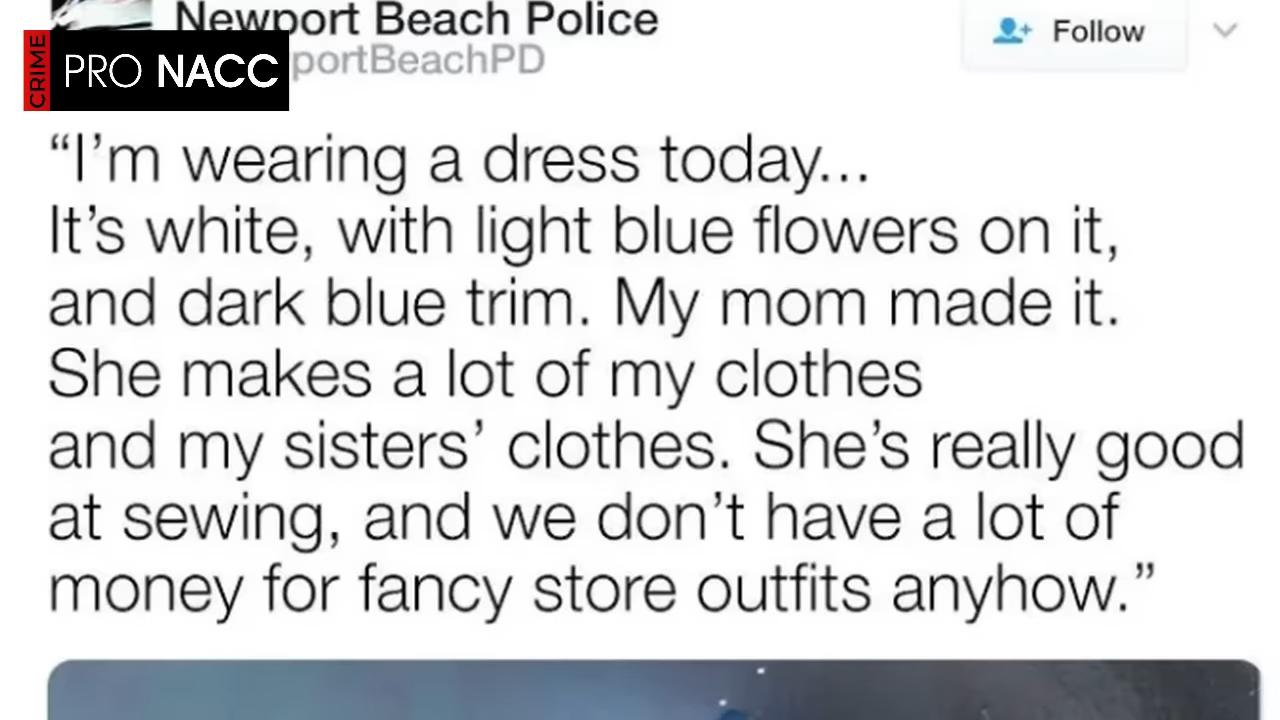 Newport Beach Police
Follow
CRIME
PRO NACC
portBeachPD
“I’m wearing a dress today...
It’s white, with light blue flowers on it,
and dark blue trim. My mom made it.
She makes a lot of my clothes
and my sisters’ clothes. She’s really good
at sewing, and we don’t have a lot of
money for fancy store outfits anyhow.”